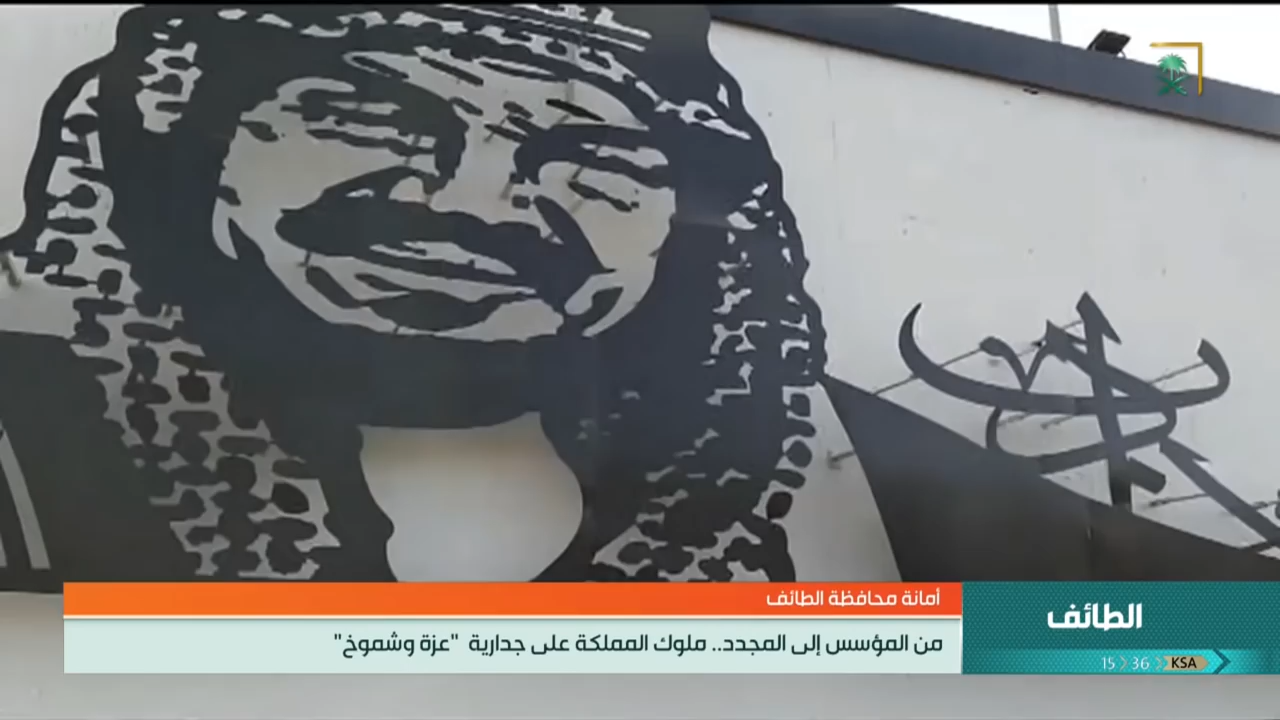 أمانة محافظة الطائف
من المؤسس إلى المجدد.. ملوك المملكة على جدارية "عزة وشموخ"
الطائف
15 36 KSA